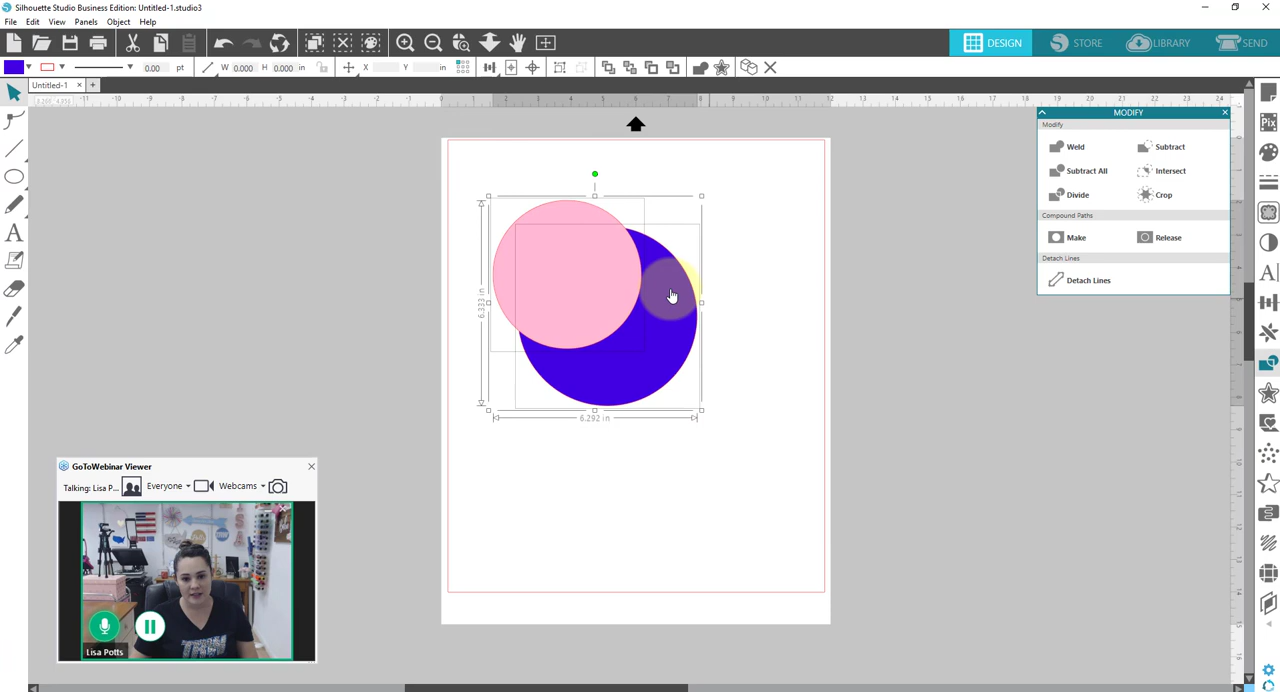 Silhouette Studio Business Edition: Untitled-1.studio3
File Edit View Panels Object Help
DESIGN STORE LIBRARY SEND
0.00 pt W 0.000 H 0.000 in X Y in
Untitled-1 × +
MODIFY
Modify
Weld Subtract
Subtract All Intersect
Divide Crop
Compound Paths
Make Release
Detach Lines
Detach Lines
6.333 in
6.292 in
GoToWebinar Viewer
Talking: Lisa P... Everyone Webcams
Lisa Potts